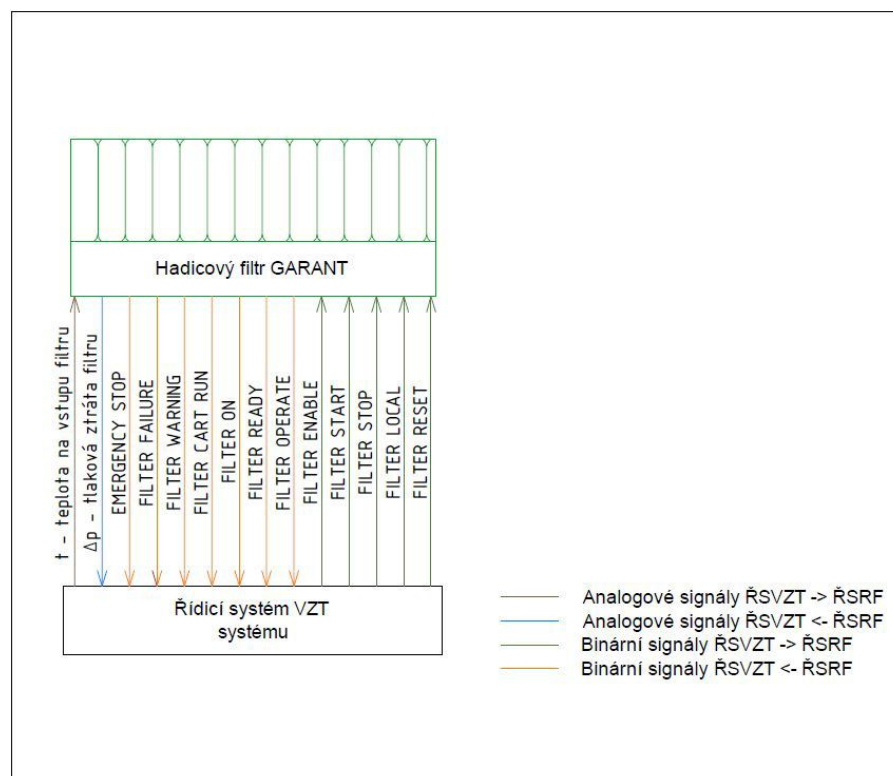 Hadicový filtr GARANT
t - teplota na vstupu filtru
Δp - tlaková ztráta filtru
EMERGENCY STOP
FILTER FAILURE
FILTER WARNING
FILTER CART RUN
FILTER ON
FILTER READY
FILTER OPERATE
FILTER ENABLE
FILTER START
FILTER STOP
FILTER LOCAL
FILTER RESET
Řídicí systém VZT
systému
Analogové signály ŘSVZT -> ŘSRF
Analogové signály ŘSVZT <- ŘSRF
Binární signály ŘSVZT -> ŘSRF
Binární signály ŘSVZT <- ŘSRF